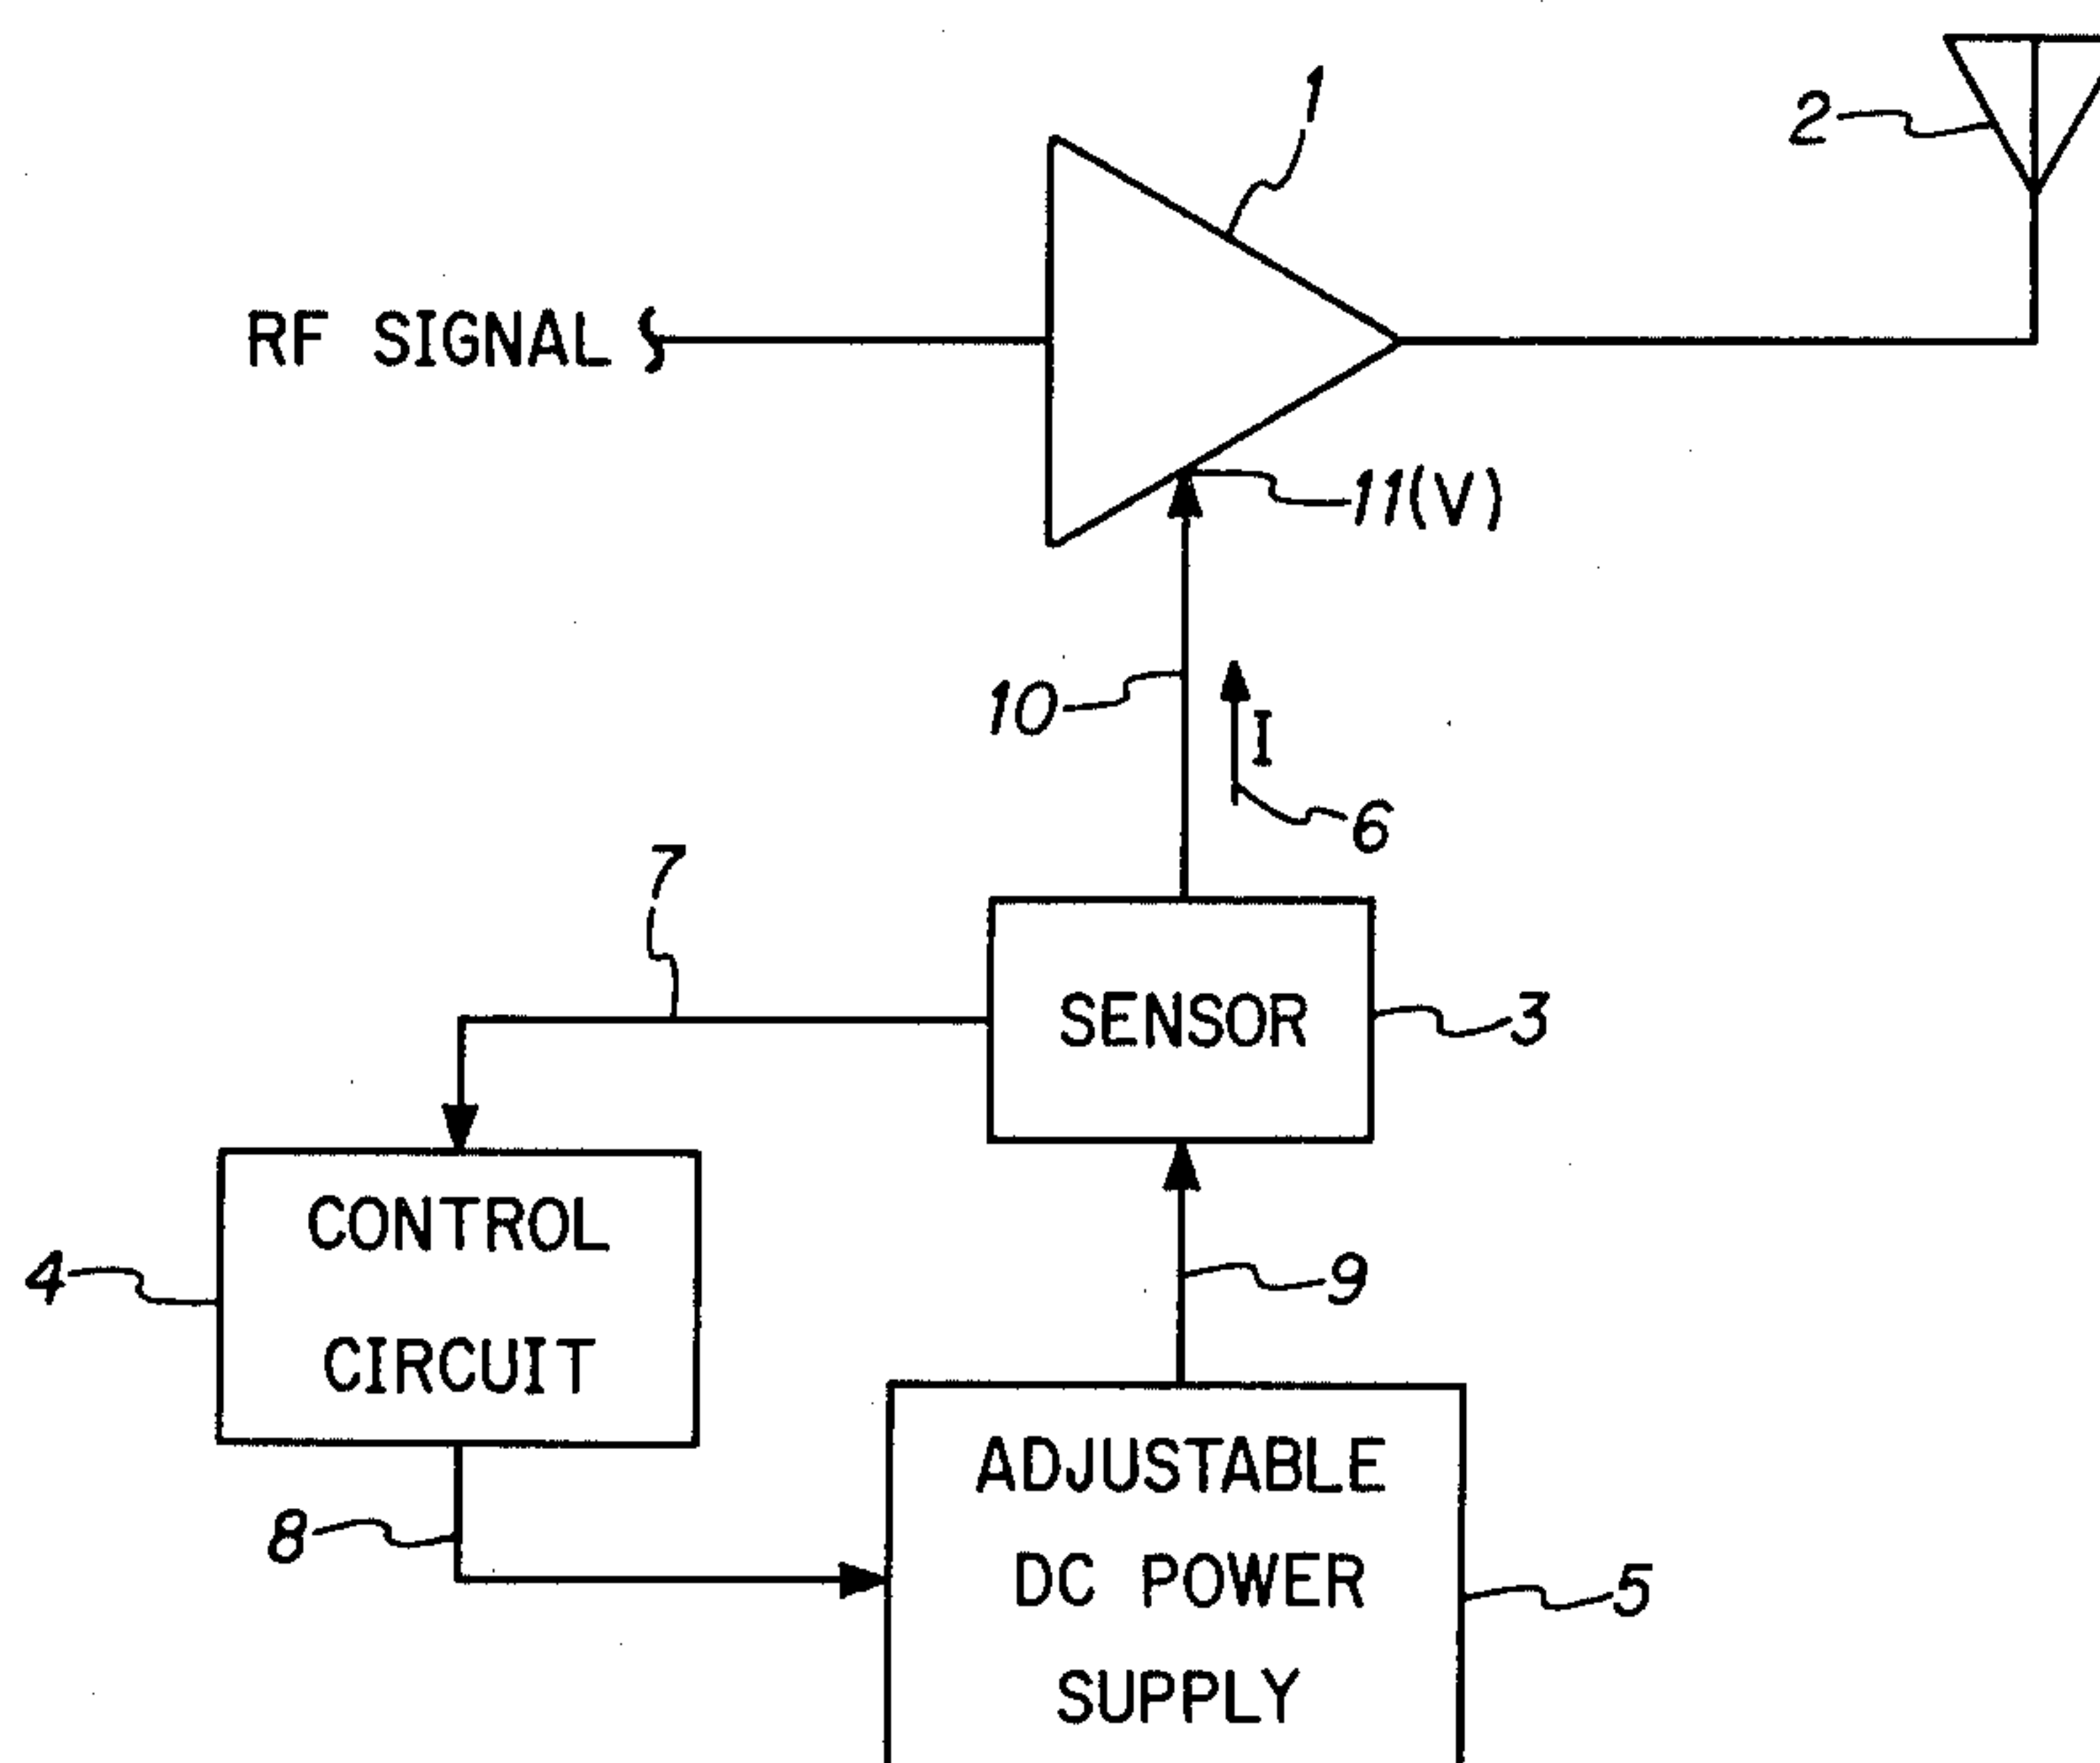 1
2
RF SIGNAL
11(V)
10
I
6
7
SENSOR
3
CONTROL
CIRCUIT
4
9
ADJUSTABLE
DC POWER
SUPPLY
8
5